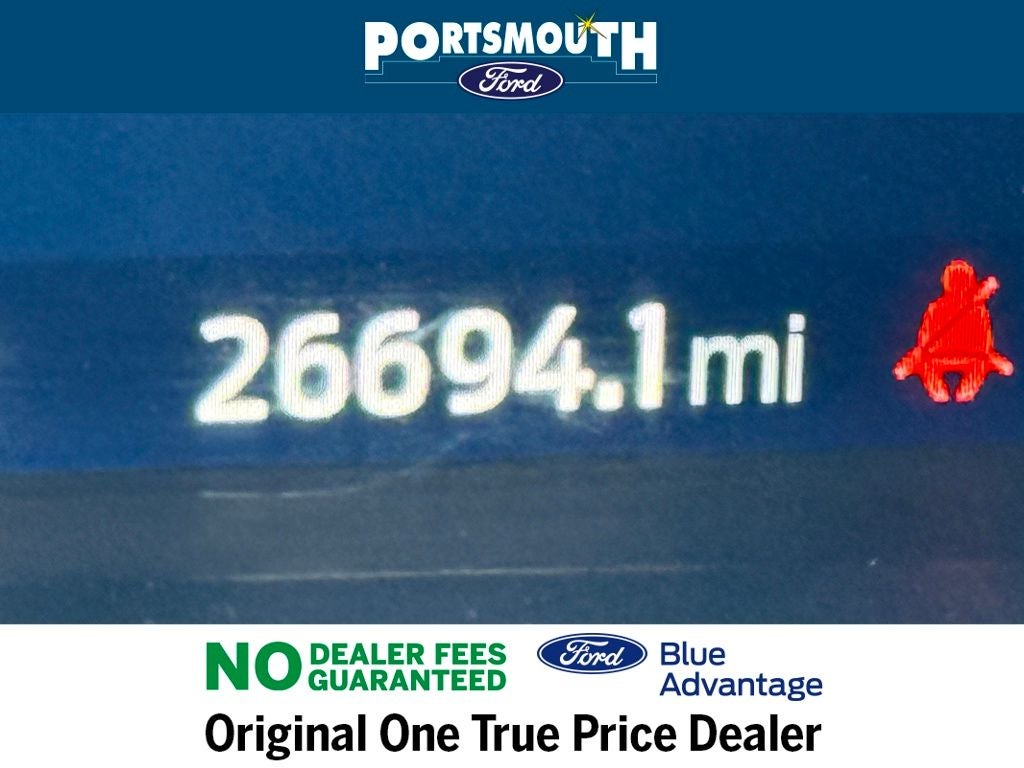 PORTSMOUTH
Ford
26694.1 mi
NO DEALER FEES GUARANTEED
Ford Blue Advantage
Original One True Price Dealer